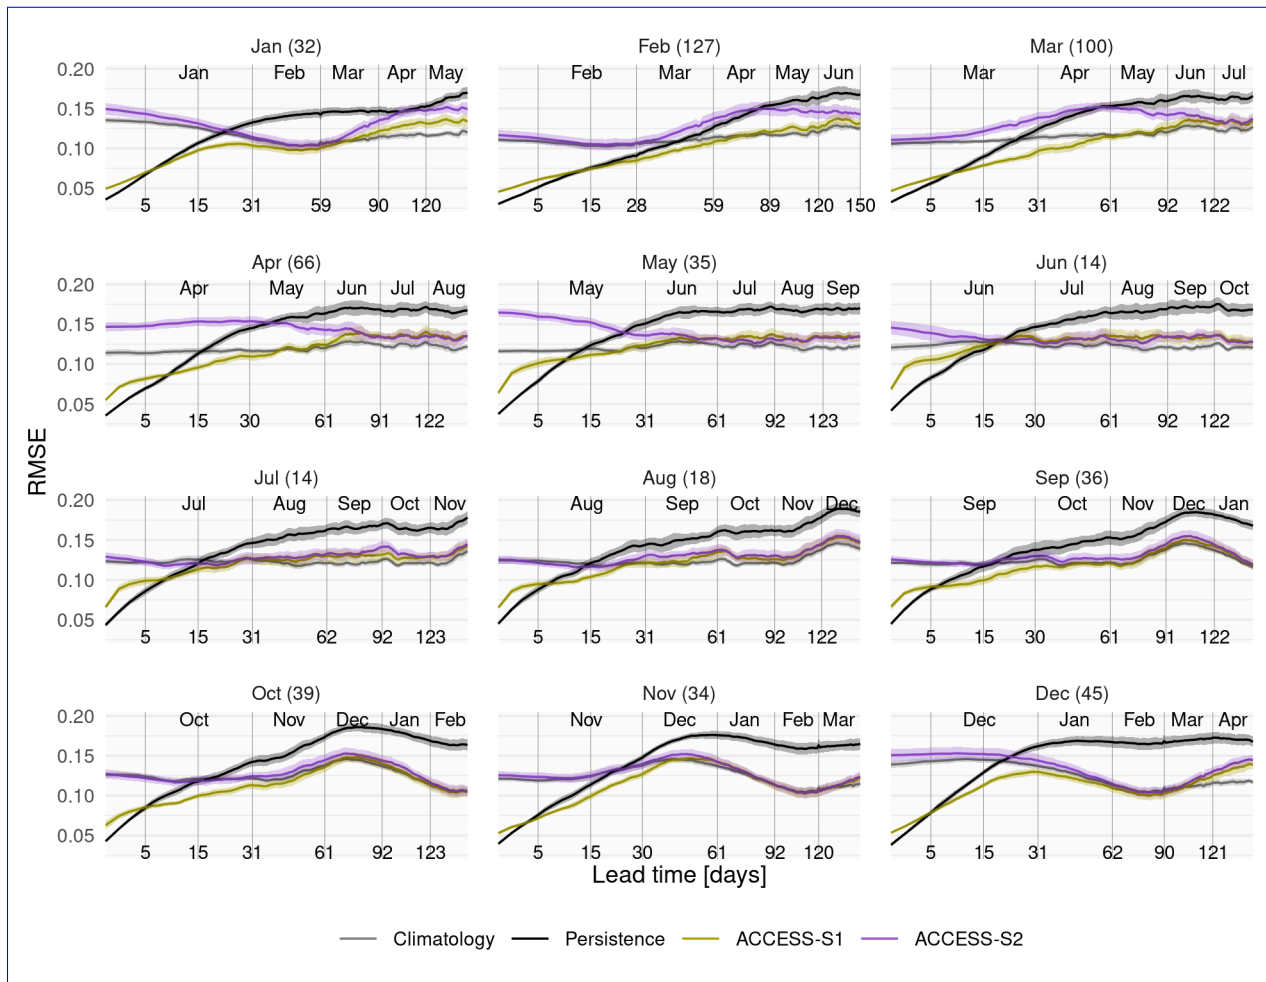 Jan (32) Feb (127) Mar (100)
0.20 Jan Feb Mar Apr May Feb Mar Apr May Jun Mar Apr May Jun Jul
0.15
0.10
0.05
5 15 31 59 90 120 5 15 28 59 89 120 150 5 15 31 61 92 122
Apr (66) May (35) Jun (14)
0.20 Apr May Jun Jul Aug May Jun Jul Aug Sep Jun Jul Aug Sep Oct
0.15
0.10
0.05
5 15 30 61 91 122 5 15 31 61 92 123 5 15 30 61 92 122
RMSE
Jul (14) Aug (18) Sep (36)
0.20 Jul Aug Sep Oct Nov Aug Sep Oct Nov Dec Sep Oct Nov Dec Jan
0.15
0.10
0.05
5 15 31 62 92 123 5 15 31 61 92 122 5 15 30 61 91 122
Oct (39) Nov (34) Dec (45)
0.20 Oct Nov Dec Jan Feb Nov Dec Jan Feb Mar Dec Jan Feb Mar Apr
0.15
0.10
0.05
5 15 31 61 92 123 5 15 30 61 92 120 5 15 31 62 90 121
Lead time [days]
Climatology Persistence ACCESS-S1 ACCESS-S2